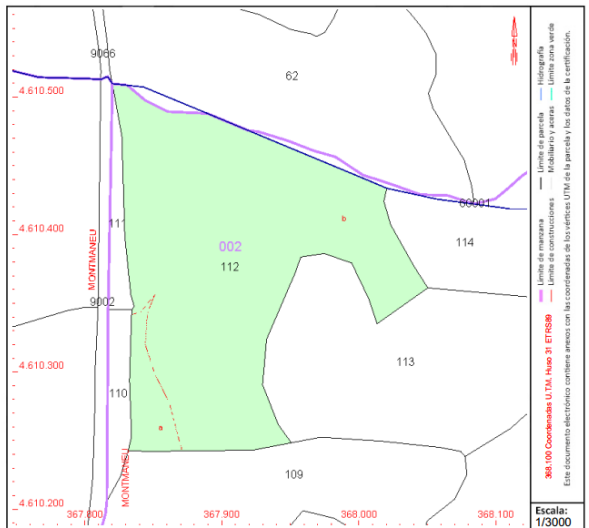 9066
62
4.610.500
60001
b
111
4.610.400
114
002
112
MONTMANEU
9002
4.610.300
113
110
a
MONTMANEU
109
4.610.200
367.800
367.900
368.000
368.100
Límite de manzana
Límite de parcela
Hidrografía
Límite de construcciones
Mobiliario y aceras
Límite zona verde
368.100 Coordenadas U.T.M. Huso 31 ETRS89
Este documento electrónico contiene anexos con las coordenadas de los vértices UTM de la parcela y los datos de la certificación.
Escala:
1/3000